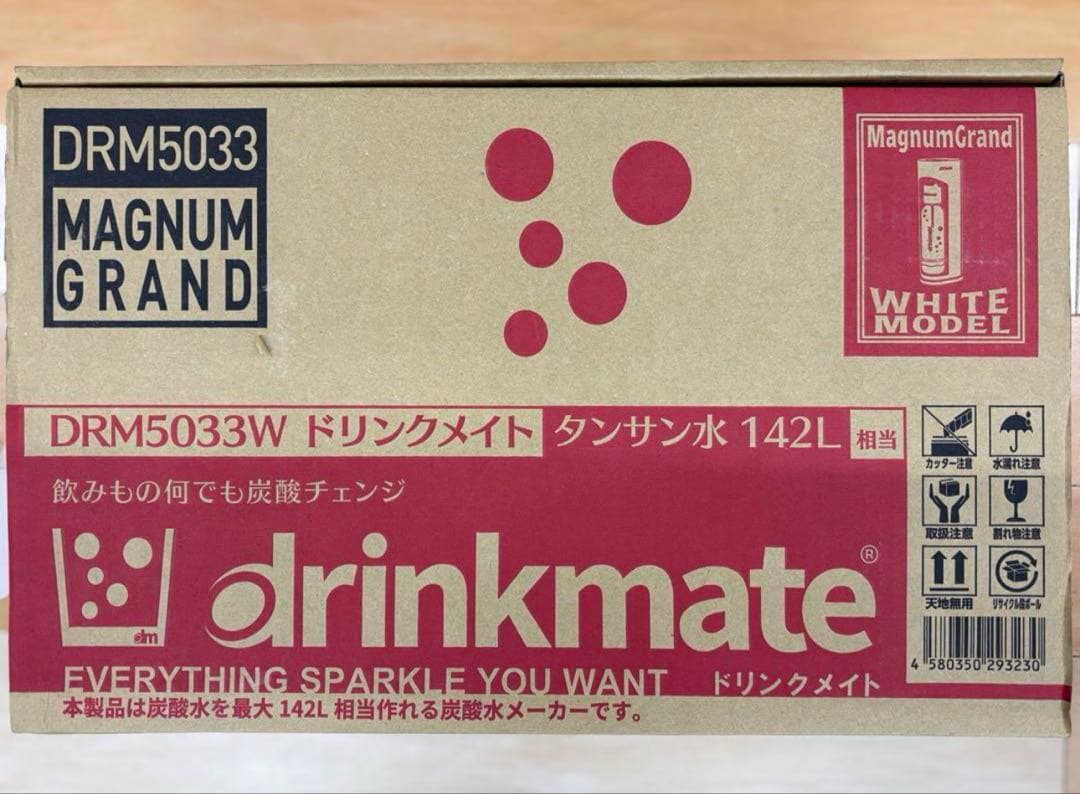 DRM5033
MAGNUM
GRAND
MagnumGrand
WHITE
MODEL
DRM5033W ドリンクメイト タンサン水 142L 相当
飲みもの何でも炭酸チェンジ
dm
drinkmate®
EVERYTHING SPARKLE YOU WANT ドリンクメイト
本製品は炭酸水を最大 142L 相当作れる炭酸水メーカーです。
カッター注意 水濡れ注意
取扱注意 割れ物注意
天地無用 リサイクル段ボール
4 580350 293230